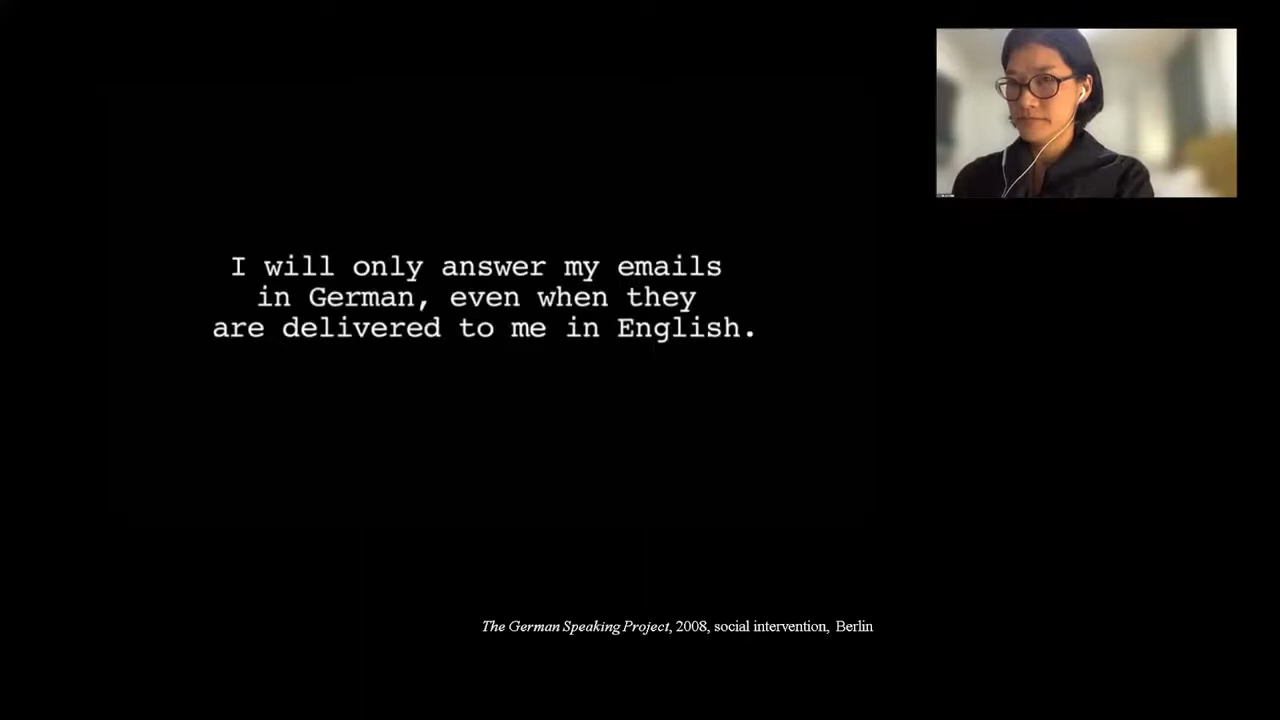 I will only answer my emails
in German, even when they
are delivered to me in English.
The German Speaking Project, 2008, social intervention, Berlin